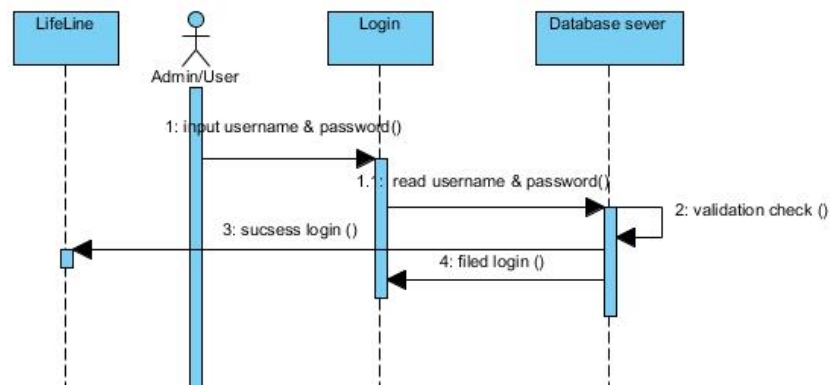 LifeLine
Login
Database sever
Admin/User
1: input username & password()
1.1: read username & password()
2: validation check ()
3: sucsess login ()
4: filed login ()